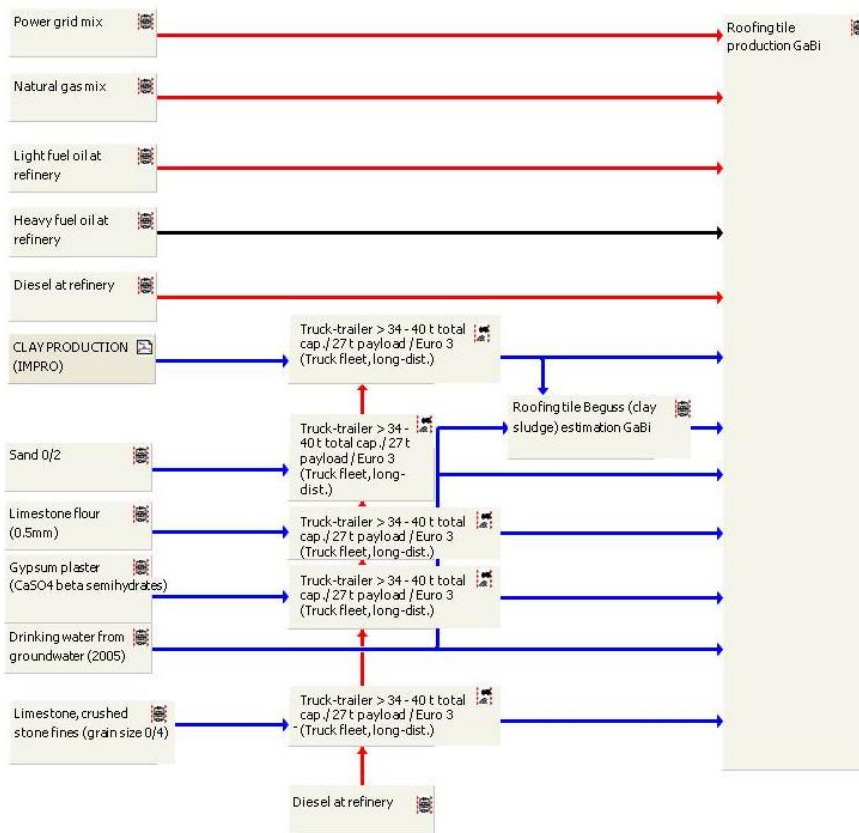 Power grid mix
Roofing tile
production GaBi
Natural gas mix
Light fuel oil at
refinery
Heavy fuel oil at
refinery
Diesel at refinery
CLAY PRODUCTION
(IMPRO)
Truck-trailer > 34 - 40 t total
cap./ 27 t payload / Euro 3
(Truck fleet, long-dist.)
Roofing tile Beguss (clay
sludge) estimation GaBi
Sand 0/2
Truck-trailer > 34 -
40 t total cap./ 27 t
payload / Euro 3
(Truck fleet, long-
dist.)
Limestone flour
(0.5mm)
Truck-trailer > 34 - 40 t total
cap./ 27 t payload / Euro 3
(Truck fleet, long-dist.)
Gypsum plaster
(CaSO4 beta semihydrates)
Truck-trailer > 34 - 40 t total
cap./ 27 t payload / Euro 3
(Truck fleet, long-dist.)
Drinking water from
groundwater (2005)
Limestone, crushed
stone fines (grain size 0/4)
Truck-trailer > 34 - 40 t total
cap./ 27 t payload / Euro 3
(Truck fleet, long-dist.)
Diesel at refinery